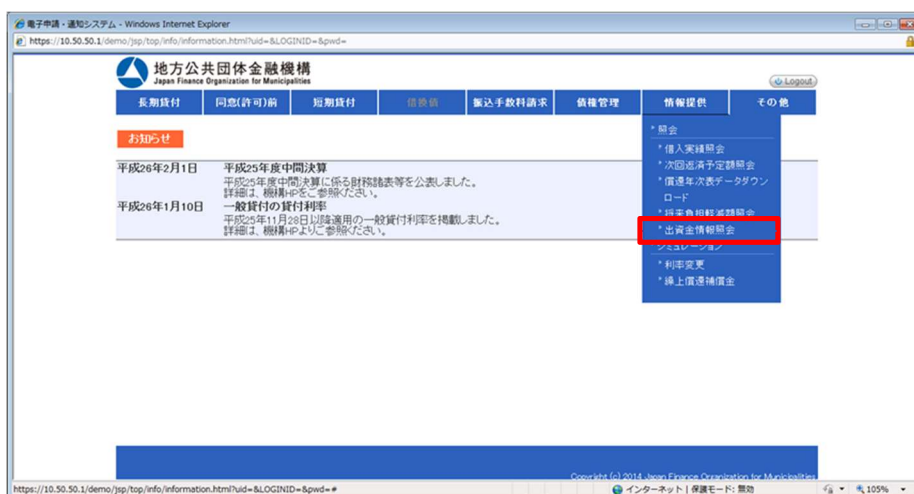 電子申請・通知システム - Windows Internet Explorer
https://10.50.50.1/demo/jsp/top/info/information.html?uid=&LOGINID=&pwd=
地方公共団体金融機構
Japan Finance Organization for Municipalities
Logout
長期貸付 同意(許可)前 短期貸付 借換債 振込手数料請求 債権管理 情報提供 その他
お知らせ
平成26年2月1日 平成25年度中間決算
平成25年度中間決算に係る財務諸表等を公表しました。
詳細は、機構HPをご参照ください。
平成26年1月10日 一般貸付の貸付利率
平成25年11月28日以降適用の一般貸付利率を掲載しました。
詳細は、機構HPよりご参照ください。
* 照会
* 借入実績照会
* 次回返済予定額照会
* 償還年次表データダウン
ロード
* 将来負担軽減額照会
* 出資金情報照会
シミュレーション
* 利率変更
* 繰上償還補償金
Copyright (c) 2014 Japan Finance Organization for Municipalities
https://10.50.50.1/demo/jsp/top/info/information.html?uid=&LOGINID=&pwd=#
インターネット | 保護モード: 無効
105%